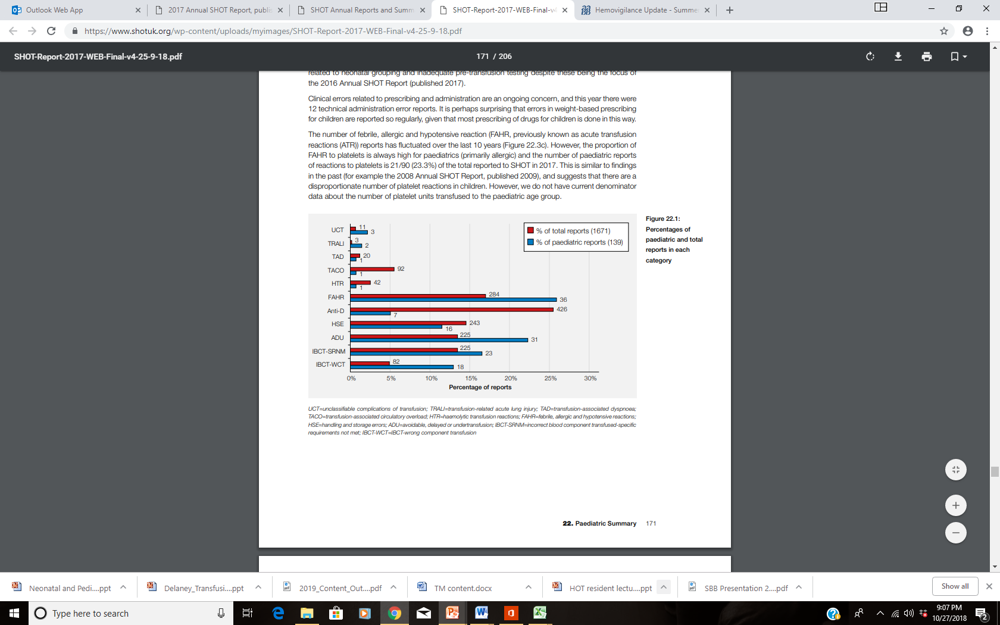 Outlook Web App
2017 Annual SHOT Report, publis
SHOT Annual Reports and Summ
SHOT-Report-2017-WEB-Final-v4
Hemovigilance Update - Summe
https://www.shotuk.org/wp-content/uploads/myimages/SHOT-Report-2017-WEB-Final-v4-25-9-18.pdf
SHOT-Report-2017-WEB-Final-v4-25-9-18.pdf
171 / 206
related to neonatal grouping and inadequate pre-transfusion testing despite these being the focus of
the 2016 Annual SHOT Report (published 2017).
Clinical errors related to prescribing and administration are an ongoing concern, and this year there were
12 technical administration error reports. It is perhaps surprising that errors in weight-based prescribing
for children are reported so regularly, given that most prescribing of drugs for children is done in this way.
The number of febrile, allergic and hypotensive reaction (FAHR, previously known as acute transfusion
reactions (ATR)) reports has fluctuated over the last 10 years (Figure 22.3c). However, the proportion of
FAHR to platelets is always high for paediatrics (primarily allergic) and the number of paediatric reports
of reactions to platelets is 21/90 (23.3%) of the total reported to SHOT in 2017. This is similar to findings
in the past (for example the 2008 Annual SHOT Report, published 2009), and suggests that there are a
disproportionate number of platelet reactions in children. However, we do not have current denominator
data about the number of platelet units transfused to the paediatric age group.
Figure 22.1:
Percentages of
paediatric and total
reports in each
category
% of total reports (1671)
% of paediatric reports (139)
UCT 11 3
TRALI 3 2
TAD 20 1
TACO 92 1
HTR 42 1
FAHR 284 36
Anti-D 426 7
HSE 243 16
ADU 225 31
IBCT-SRNM 225 23
IBCT-WCT 82 18
0% 5% 10% 15% 20% 25% 30%
Percentage of reports
UCT=unclassifiable complications of transfusion; TRALI=transfusion-related acute lung injury; TAD=transfusion-associated dyspnoea;
TACO=transfusion-associated circulatory overload; HTR=haemolytic transfusion reactions; FAHR=febrile, allergic and hypotensive reactions;
HSE=handling and storage errors; ADU=avoidable, delayed or undertransfusion; IBCT-SRNM=incorrect blood component transfused-specific
requirements not met; IBCT-WCT=IBCT-wrong component transfusion
22. Paediatric Summary 171
Neonatal and Pedi....ppt
Delaney_Transfusi....ppt
2019_Content_Out....pdf
TM content.docx
HOT resident lectu....ppt
SBB Presentation 2....pdf
Show all
Type here to search
9:07 PM
10/27/2018
2